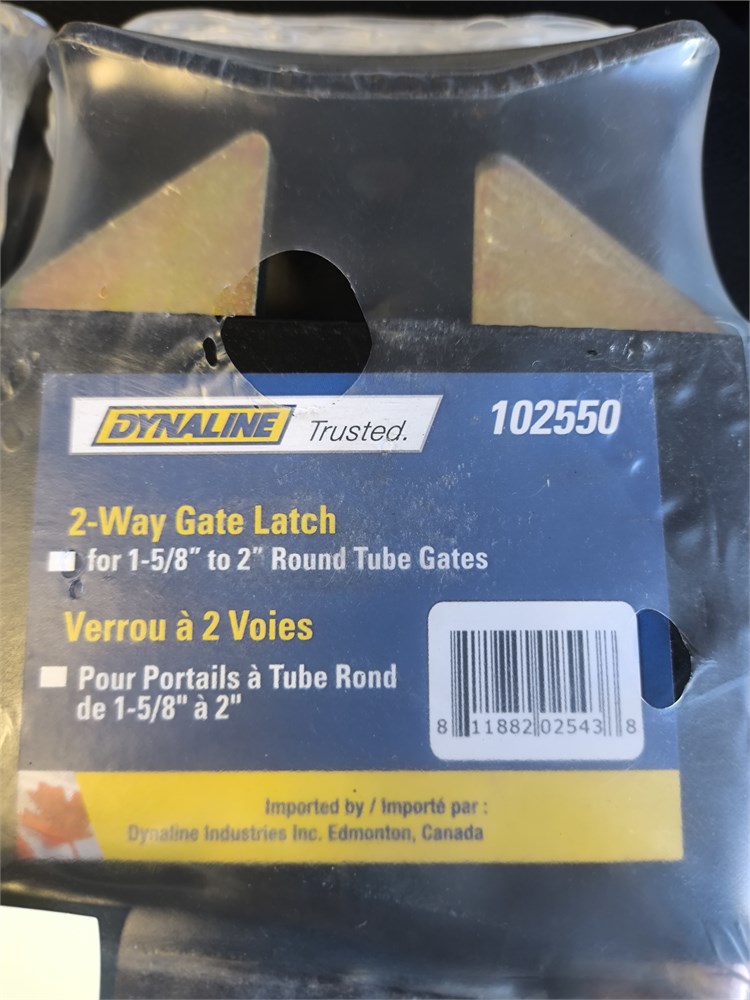 DYNALINE Trusted. 102550
2-Way Gate Latch
for 1-5/8" to 2" Round Tube Gates
Verrou à 2 Voies
Pour Portails à Tube Rond
de 1-5/8" à 2"
8 11882 02543 8
Imported by / Importé par :
Dynaline Industries Inc. Edmonton, Canada